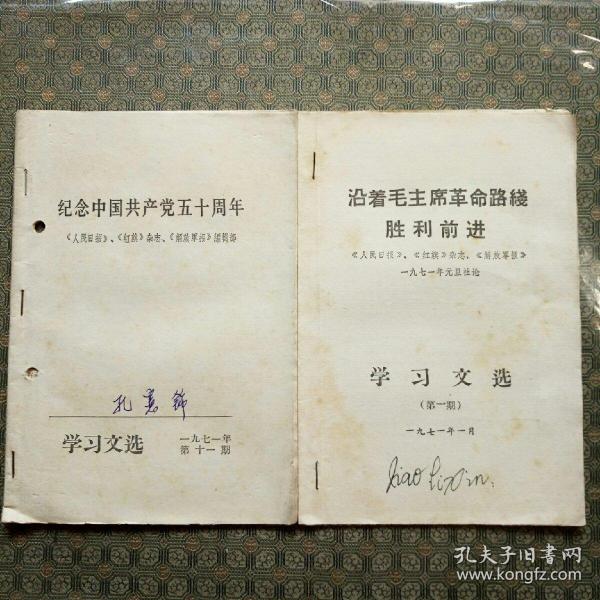 纪念中国共产党五十周年
《人民日报》、《红旗》杂志、《解放军报》编辑部
学习文选
一九七一年
第十一期
沿着毛主席革命路綫
胜利前进
《人民日报》、《红旗》杂志、《解放军报》
一九七一年元旦社论
学习文选
(第一期)
一九七一年一月
孔夫子旧书网
www.kongfz.com